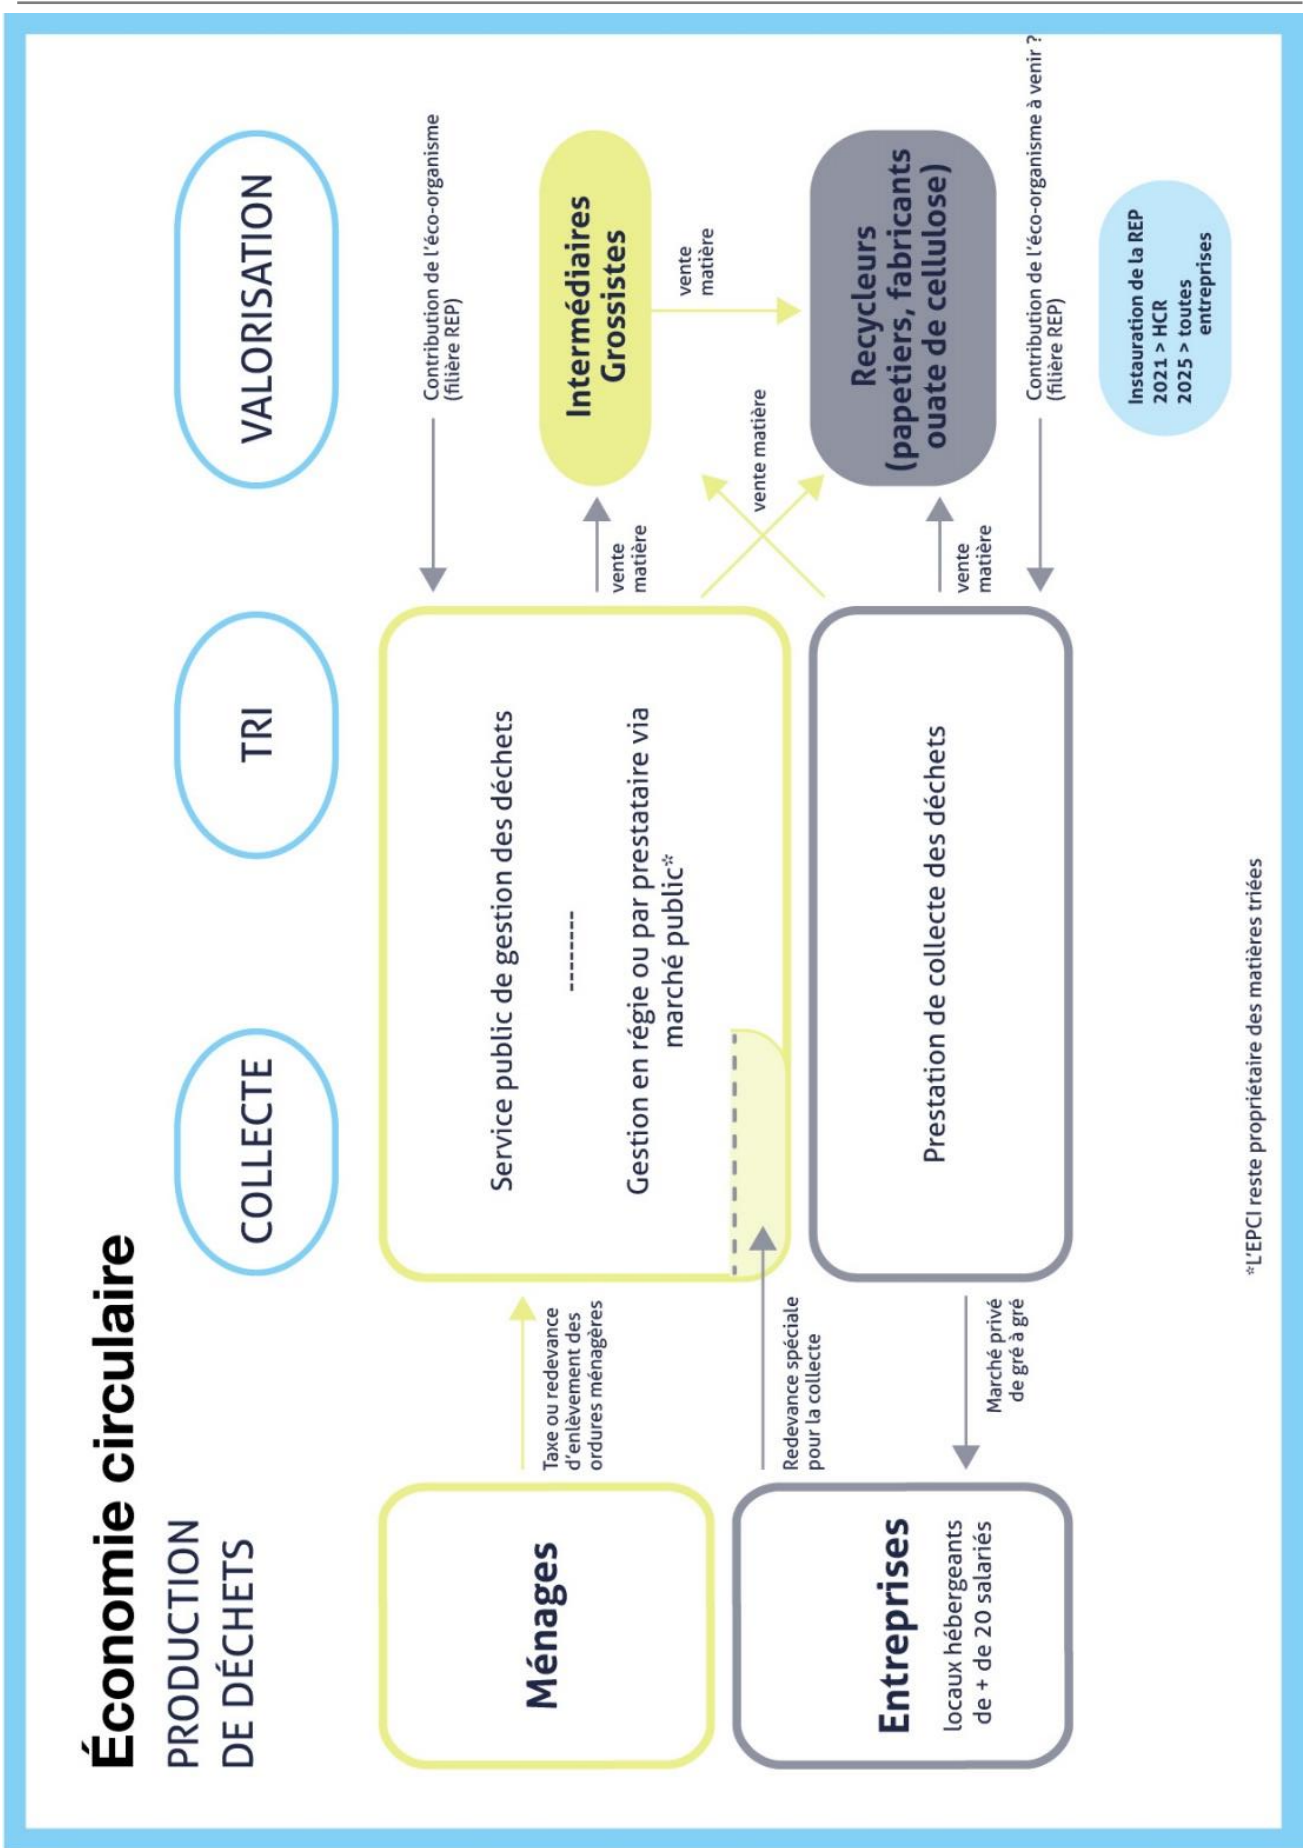 Économie circulaire
PRODUCTION
DE DÉCHETS
COLLECTE
TRI
VALORISATION
Ménages
Taxe ou redevance
d'enlèvement des
ordures ménagères
Service public de gestion des déchets
---------
Gestion en régie ou par prestataire via
marché public*
Contribution de l'éco-organisme
(filière REP)
vente
matière
Intermédiaires
Grossistes
vente
matière
vente matière
Entreprises
locaux hébergeants
de + de 20 salariés
Redevance spéciale
pour la collecte
Marché privé
de gré à gré
Prestation de collecte des déchets
vente
matière
Recycleurs
(papetiers, fabricants
ouate de cellulose)
Contribution de l'éco-organisme à venir ?
(filière REP)
Instauration de la REP
2021 > HCR
2025 > toutes
entreprises
*L'EPCI reste propriétaire des matières triées